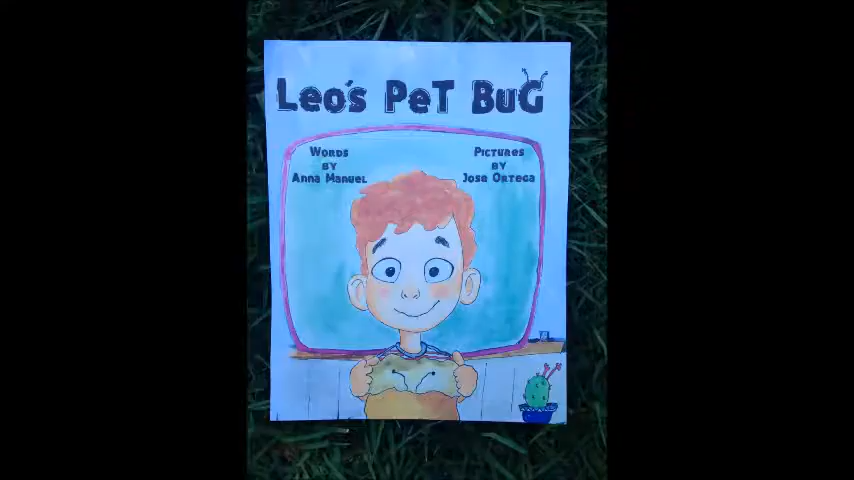 Leo's Pet Bug
Words
by
Anna Manuel
Pictures
by
Jose Ortega